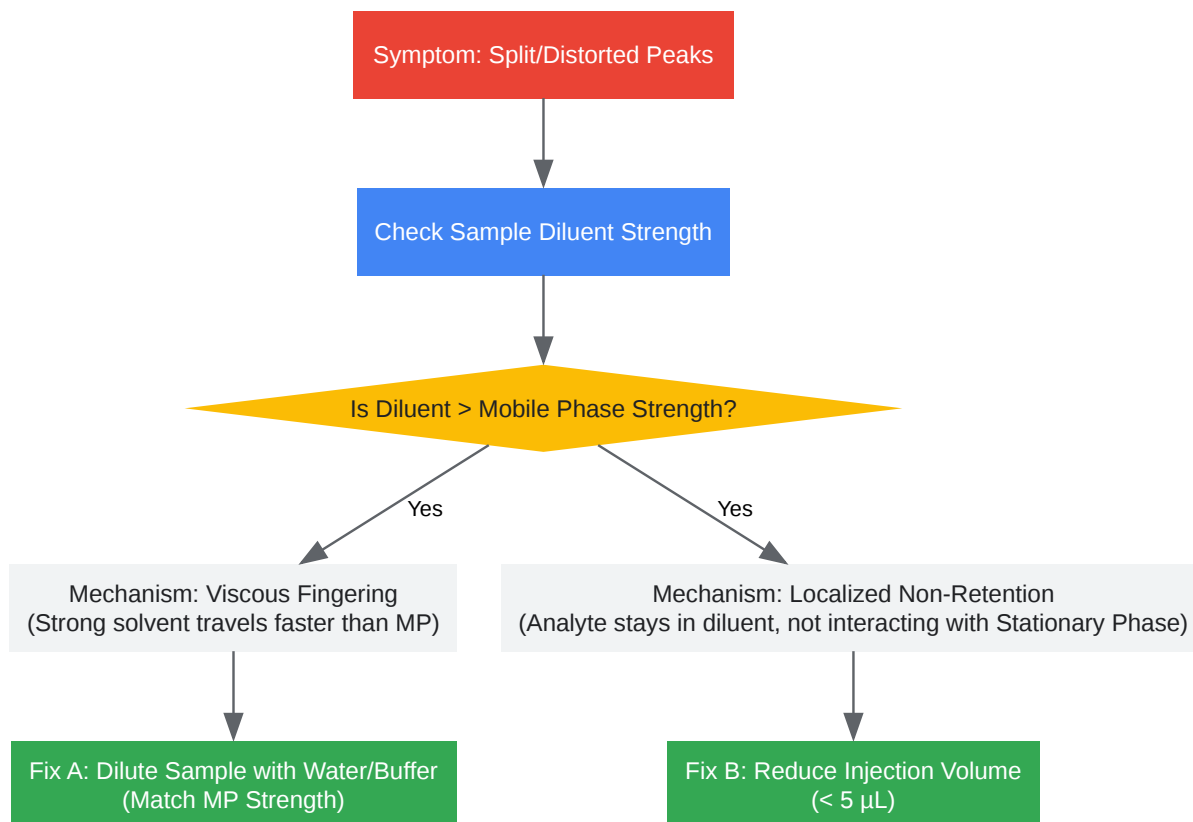 Symptom: Split/Distorted Peaks
Check Sample Diluent Strength
Is Diluent > Mobile Phase Strength?
Yes
Yes
Mechanism: Viscous Fingering
(Strong solvent travels faster than MP)
Mechanism: Localized Non-Retention
(Analyte stays in diluent, not interacting with Stationary Phase)
Fix A: Dilute Sample with Water/Buffer
(Match MP Strength)
Fix B: Reduce Injection Volume
(< 5 µL)